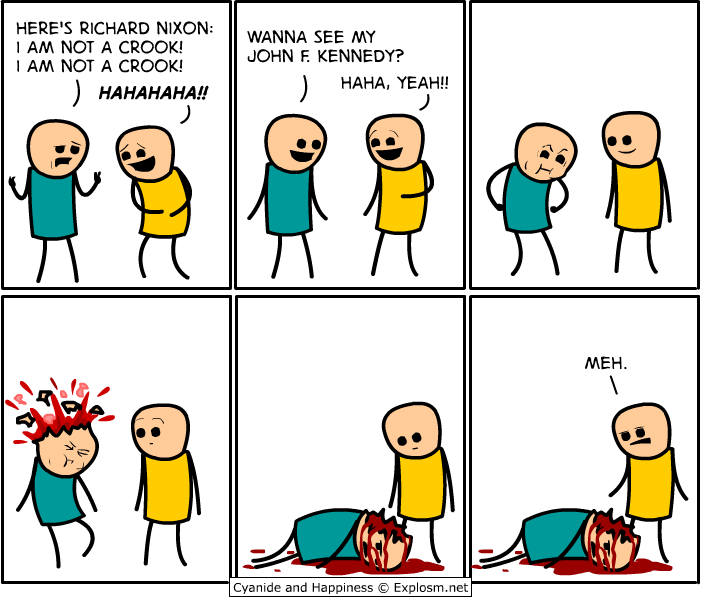 HERE'S RICHARD NIXON:
I AM NOT A CROOK!
I AM NOT A CROOK!
HAHAHAHA!!
WANNA SEE MY
JOHN F. KENNEDY?
HAHA, YEAH!!
MEH.
Cyanide and Happiness © Explosm.net